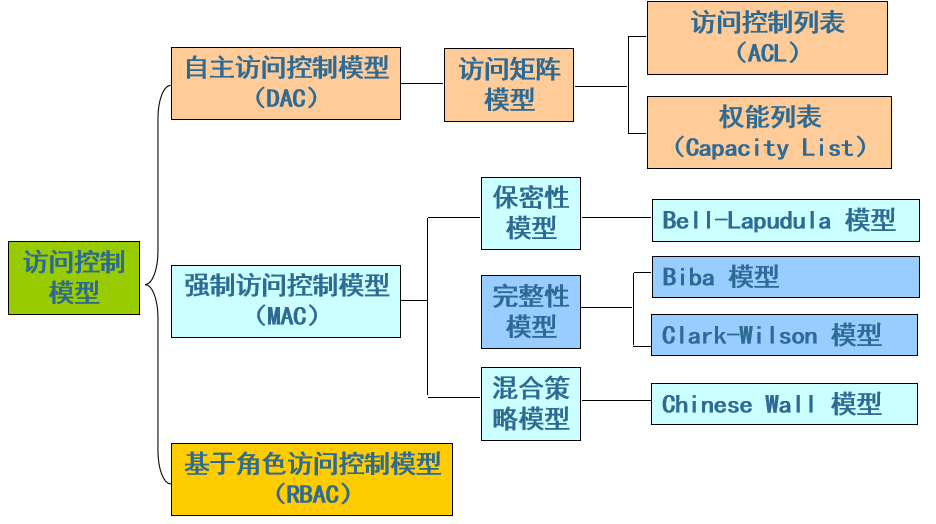 访问控制
模型
自主访问控制模型
（DAC）
访问矩阵
模型
访问控制列表
（ACL）
权能列表
（Capacity List）
强制访问控制模型
（MAC）
保密性
模型
Bell-Lapudula 模型
完整性
模型
Biba 模型
Clark-Wilson 模型
混合策
略模型
Chinese Wall 模型
基于角色访问控制模型
（RBAC）